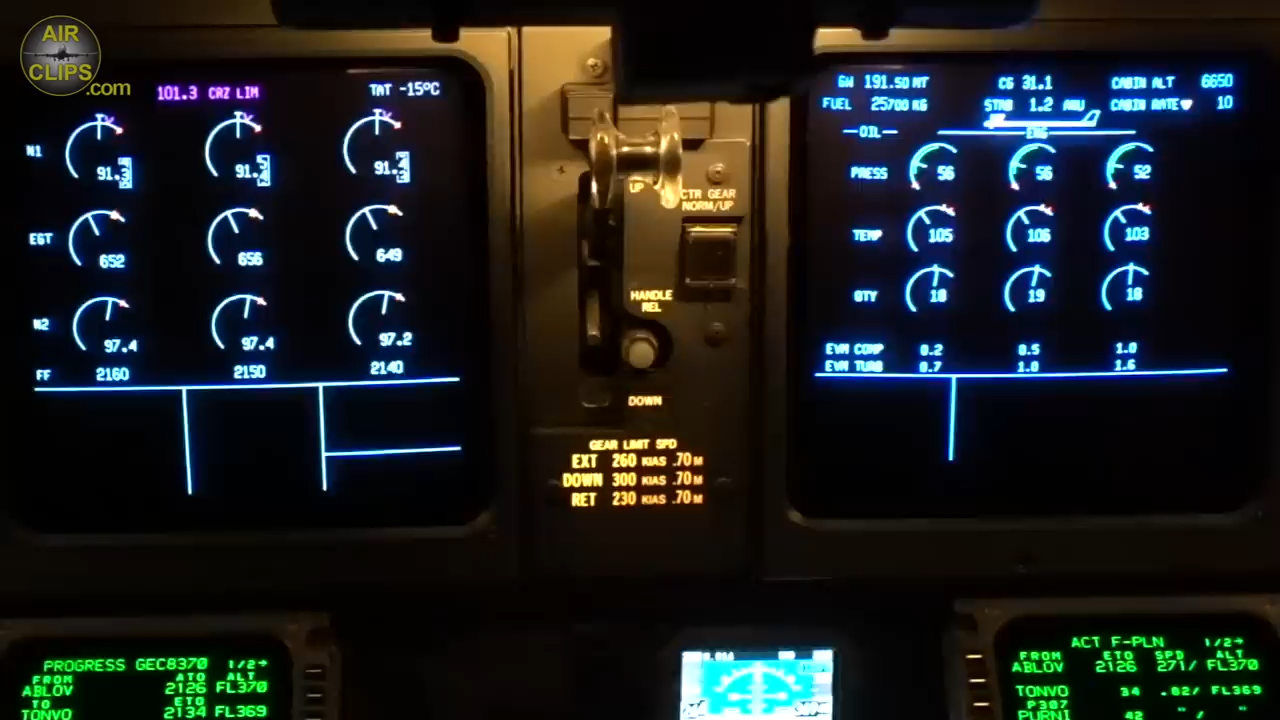 AIR
CLIPS
.com
101.3 CRZ LIM
TAT -15°C
N1 91. 91. 91.
EGT 652 656 649
N2 97.4 97.4 97.2
FF 2160 2150 2140
UP
CTR GEAR
NORM/UP
HANDLE
REL
DOWN
GEAR LIMIT SPD
EXT 260 KIAS .70 M
DOWN 300 KIAS .70 M
RET 230 KIAS .70 M
GW 191.50 MT CG 31.1 CABIN ALT 6650
FUEL 25700 KG STAB 1.2 ANU CABIN RATE 10
OIL ENG
PRESS 56 56 52
TEMP 105 106 103
QTY 18 19 18
EVM COMP 0.2 0.5 1.0
EVM TURB 0.7 1.0 1.6
PROGRESS GEC8370 1/2→
FROM ATO ALT
ABLOV 2126 FL370
TO ETO
TONVO 2134 FL369
ACT F-PLN 1/2→
FROM ETO SPD ALT
ABLOV 2126 271/ FL370
TONVO 34 .82/ FL369
P307
PURNI 42 " / "